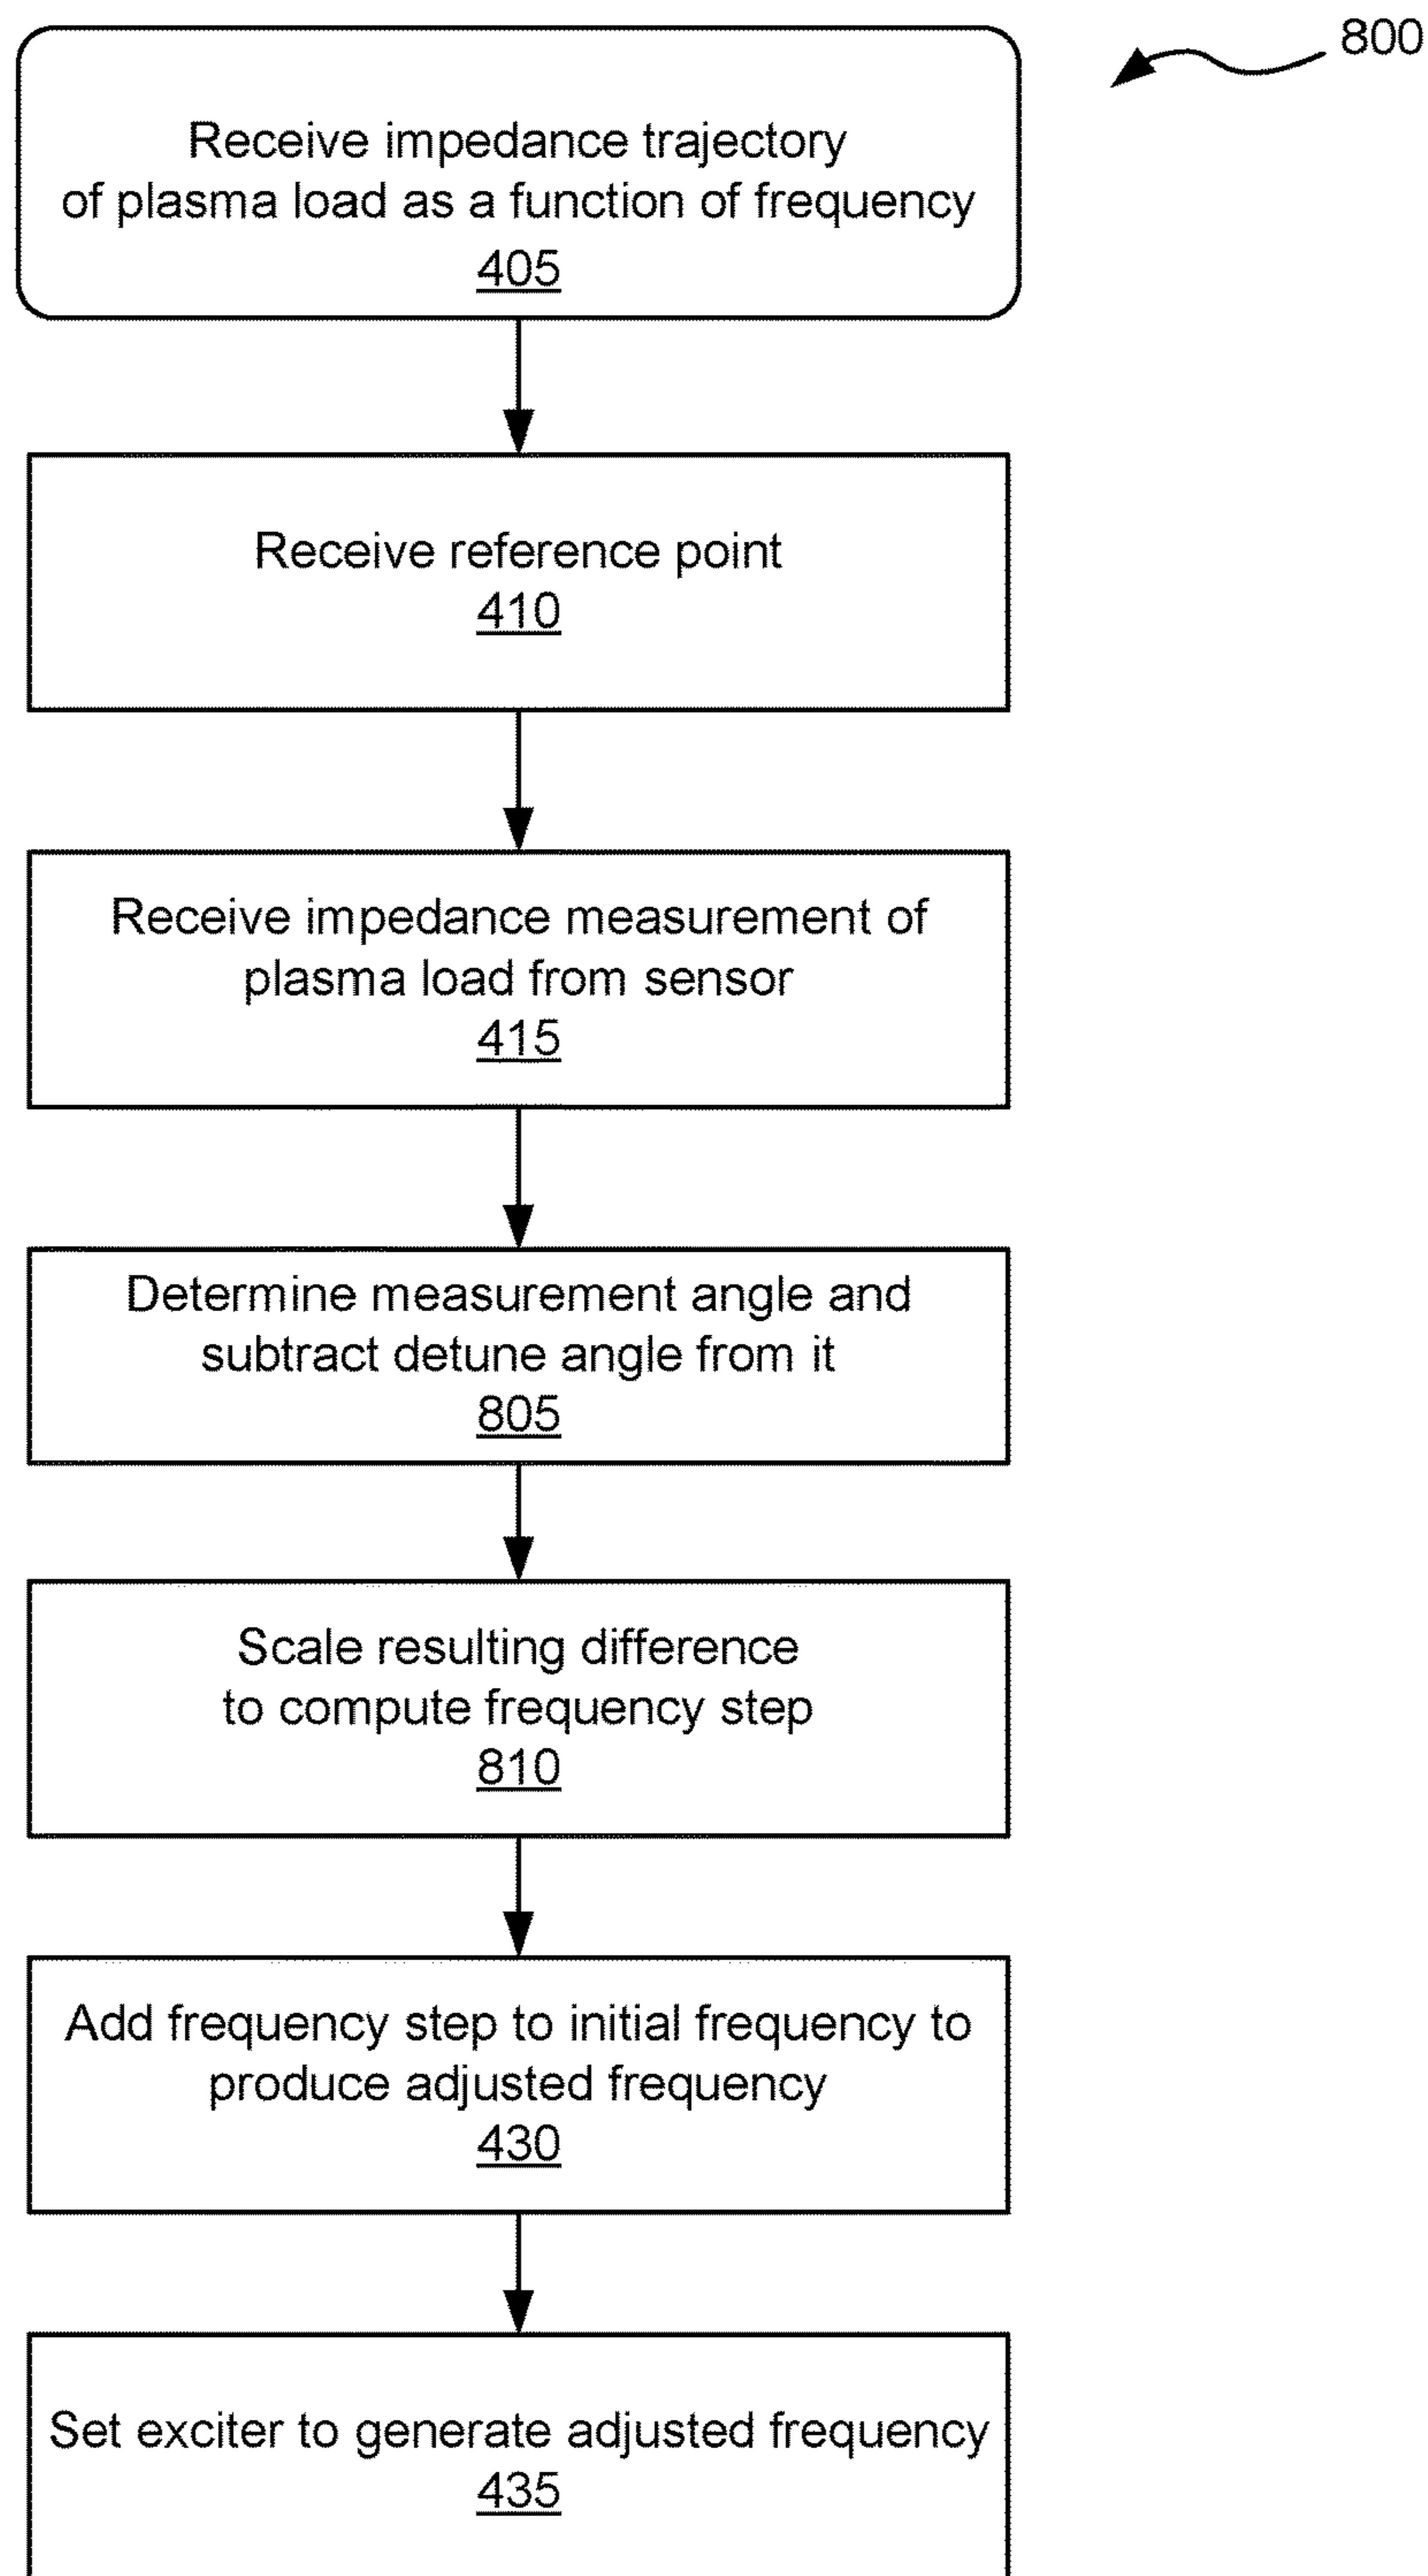 800
Receive impedance trajectory
of plasma load as a function of frequency
405
Receive reference point
410
Receive impedance measurement of
plasma load from sensor
415
Determine measurement angle and
subtract detune angle from it
805
Scale resulting difference
to compute frequency step
810
Add frequency step to initial frequency to
produce adjusted frequency
430
Set exciter to generate adjusted frequency
435